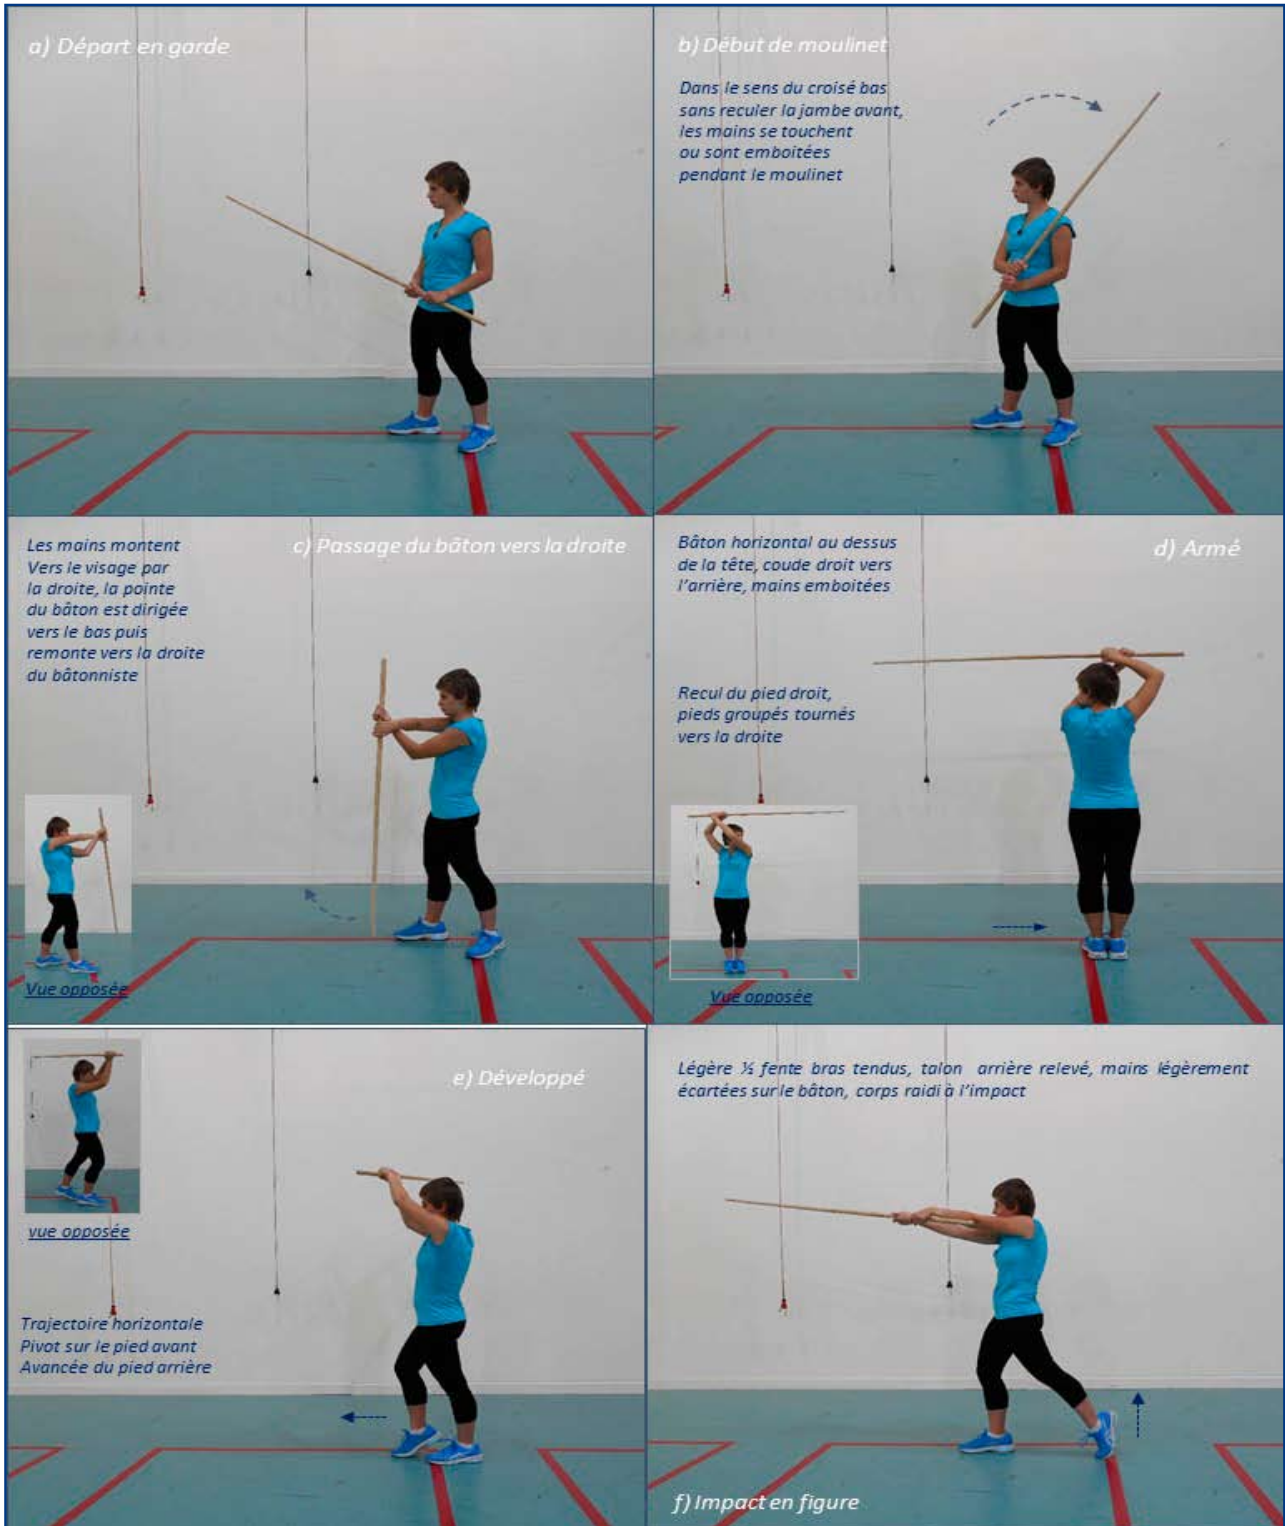 a) Départ en garde
b) Début de moulinet
Dans le sens du croisé bas
sans reculer la jambe avant,
les mains se touchent
ou sont emboitées
pendant le moulinet
Les mains montent
Vers le visage par
la droite, la pointe
du bâton est dirigée
vers le bas puis
remonte vers la droite
du bâtonniste
c) Passage du bâton vers la droite
Vue opposée
Bâton horizontal au dessus
de la tête, coude droit vers
l'arrière, mains emboitées
d) Armé
Recul du pied droit,
pieds groupés tournés
vers la droite
Vue opposée
e) Développé
vue opposée
Trajectoire horizontale
Pivot sur le pied avant
Avancée du pied arrière
Légère ½ fente bras tendus, talon arrière relevé, mains légèrement
écartées sur le bâton, corps raidi à l'impact
f) Impact en figure